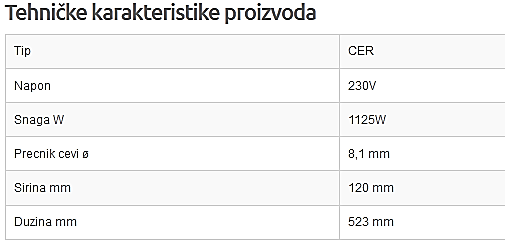 Tehničke karakteristike proizvoda
Tip CER
Napon 230V
Snaga W 1125W
Precnik cevi ø 8,1 mm
Sirina mm 120 mm
Duzina mm 523 mm